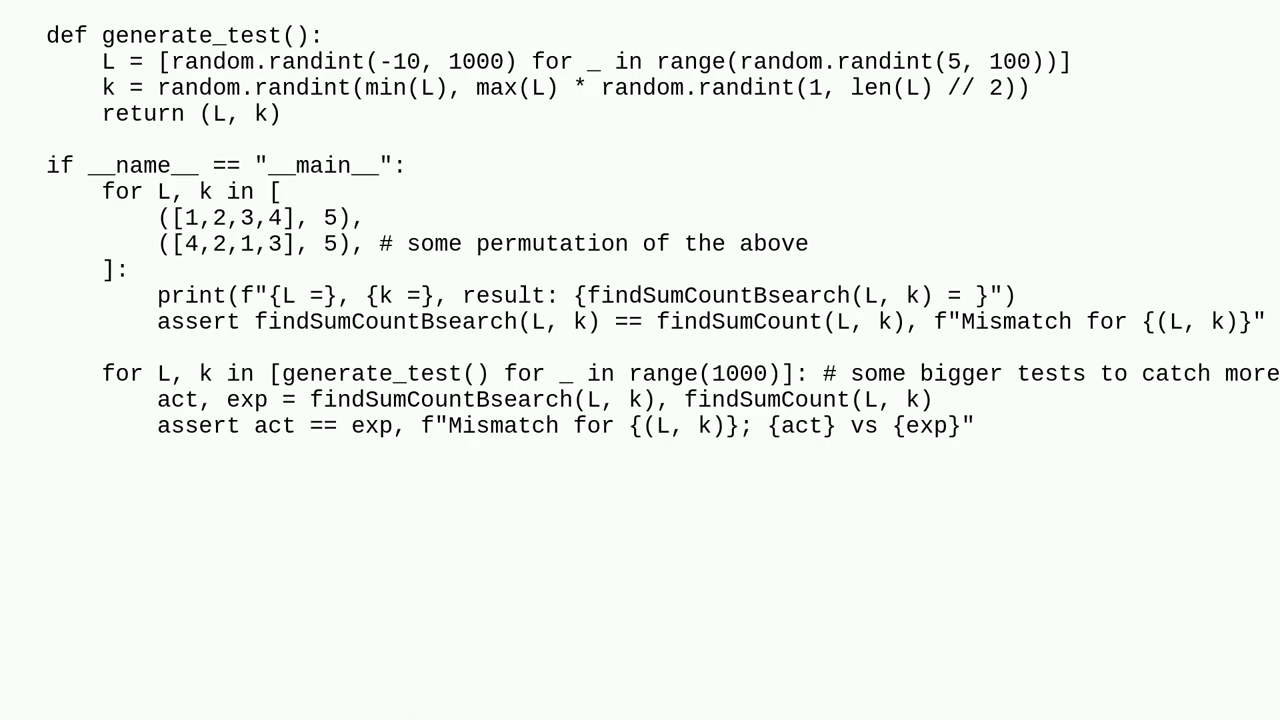 def generate_test():
    L = [random.randint(-10, 1000) for _ in range(random.randint(5, 100))]
    k = random.randint(min(L), max(L) * random.randint(1, len(L) // 2))
    return (L, k)

if __name__ == "__main__":
    for L, k in [
        ([1,2,3,4], 5),
        ([4,2,1,3], 5), # some permutation of the above
    ]:
        print(f"{L =}, {k =}, result: {findSumCountBsearch(L, k) = }")
        assert findSumCountBsearch(L, k) == findSumCount(L, k), f"Mismatch for {(L, k)}"

    for L, k in [generate_test() for _ in range(1000)]: # some bigger tests to catch more
        act, exp = findSumCountBsearch(L, k), findSumCount(L, k)
        assert act == exp, f"Mismatch for {(L, k)}; {act} vs {exp}"